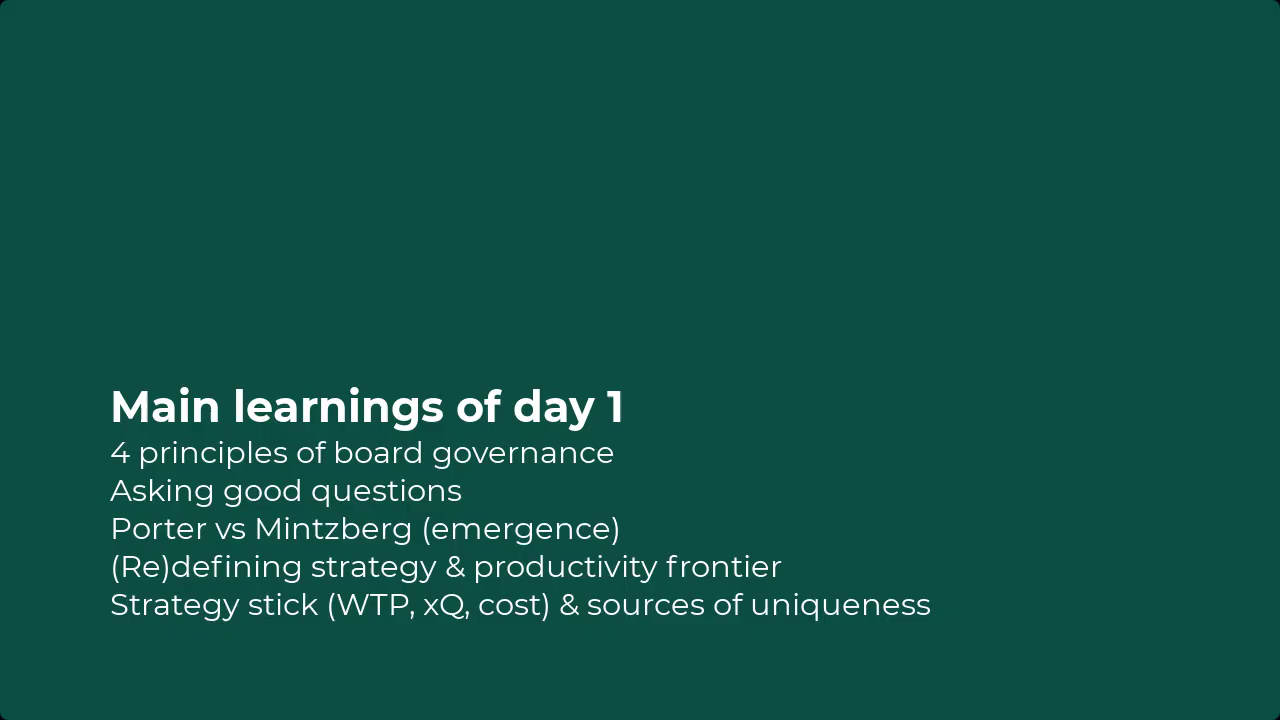 Main learnings of day 1
4 principles of board governance
Asking good questions
Porter vs Mintzberg (emergence)
(Re)defining strategy & productivity frontier
Strategy stick (WTP, xQ, cost) & sources of uniqueness